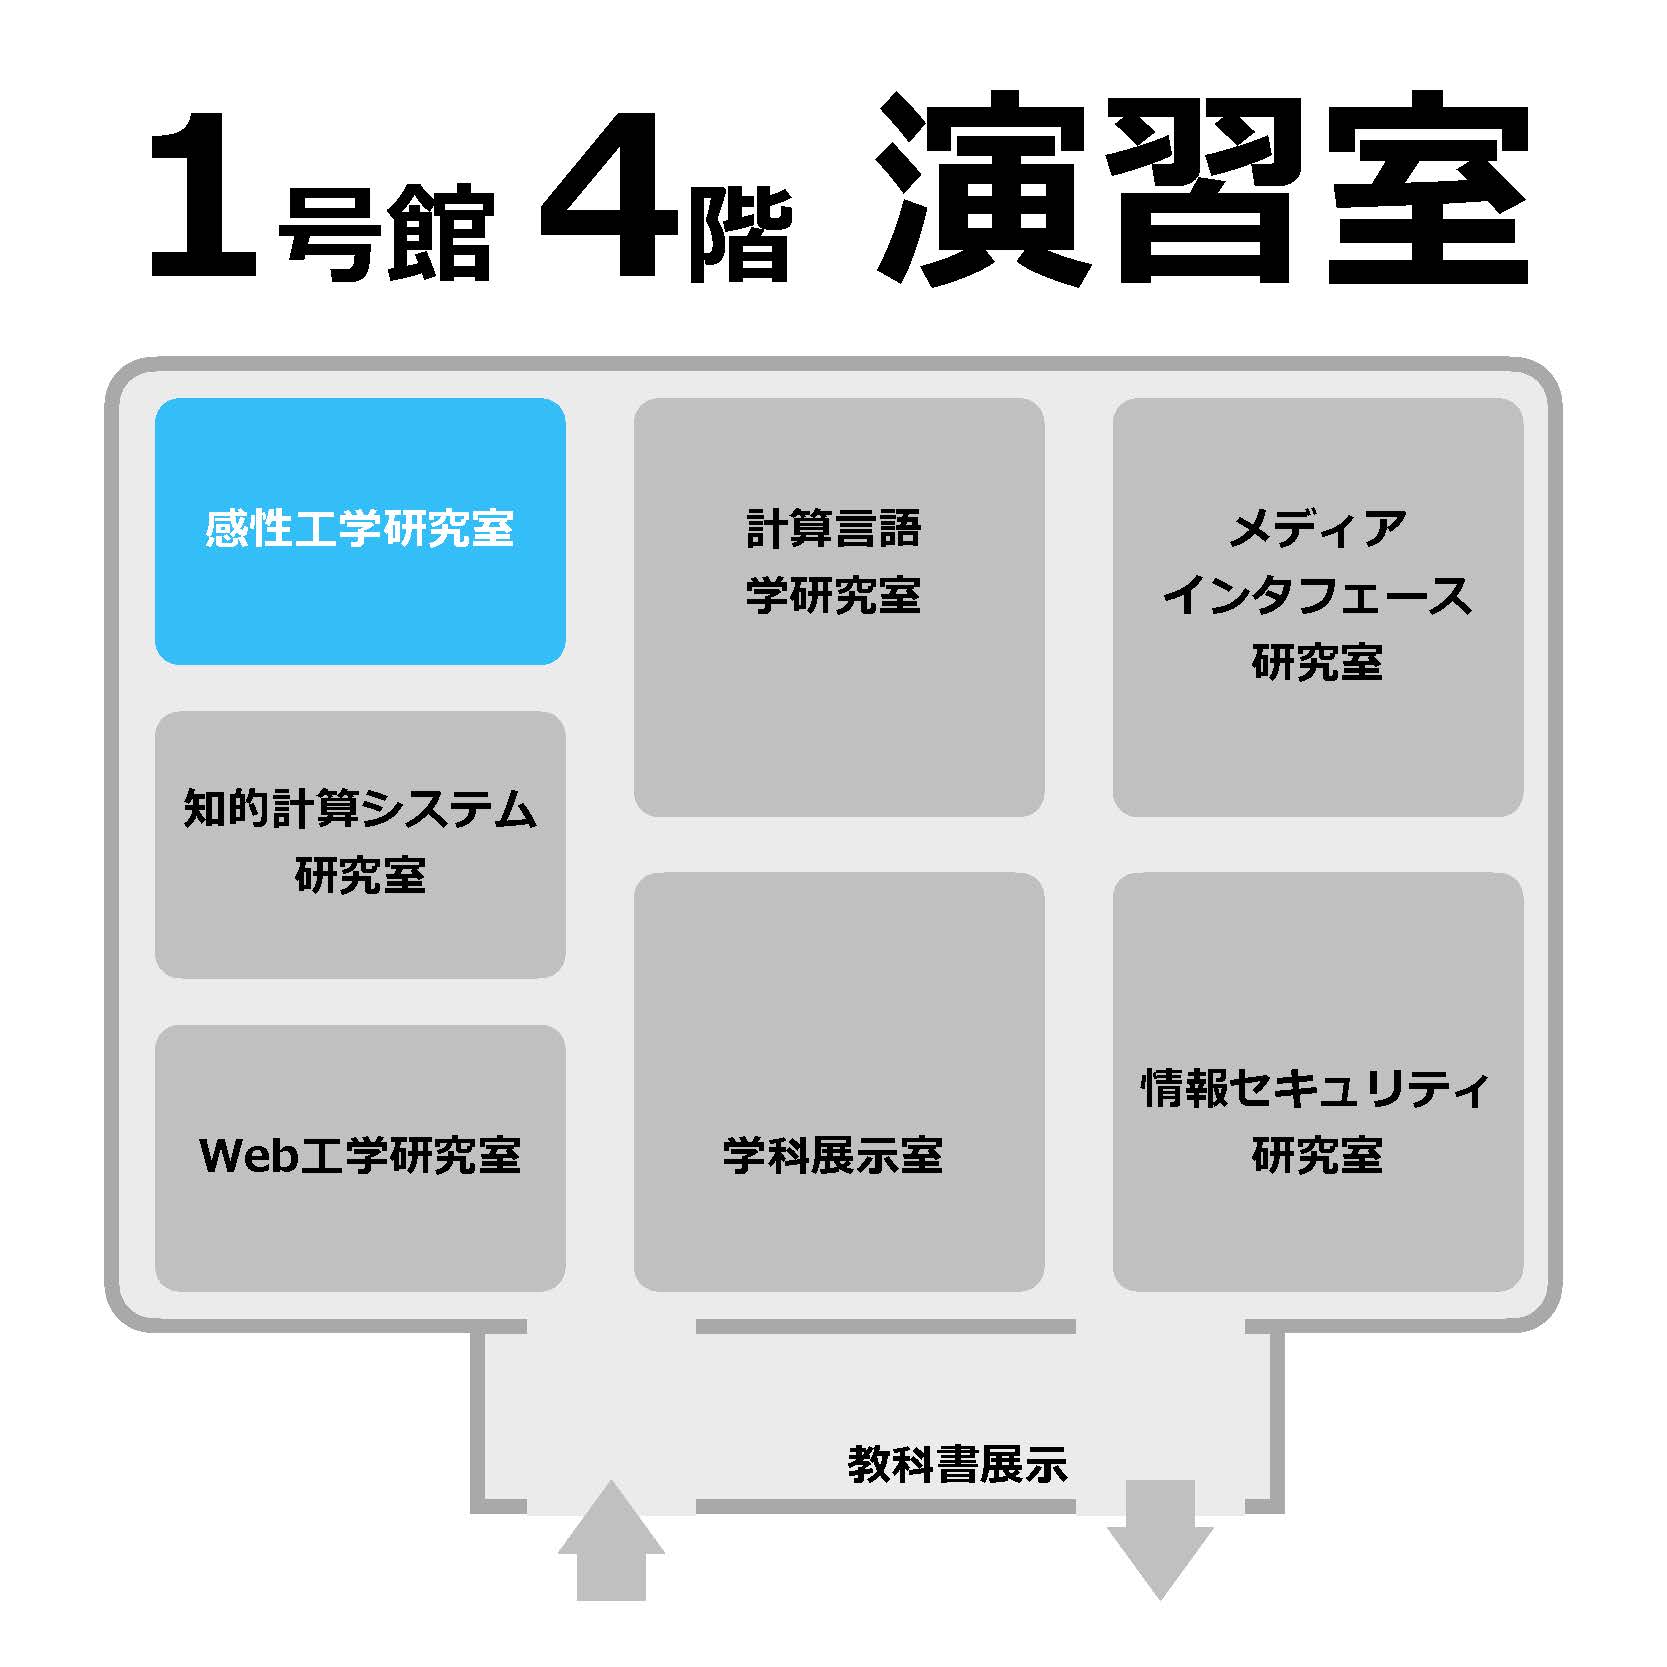 1号館 4階 演習室
感性工学研究室
計算言語
学研究室
メディア
インタフェース
研究室
知的計算システム
研究室
Web工学研究室
学科展示室
情報セキュリティ
研究室
教科書展示